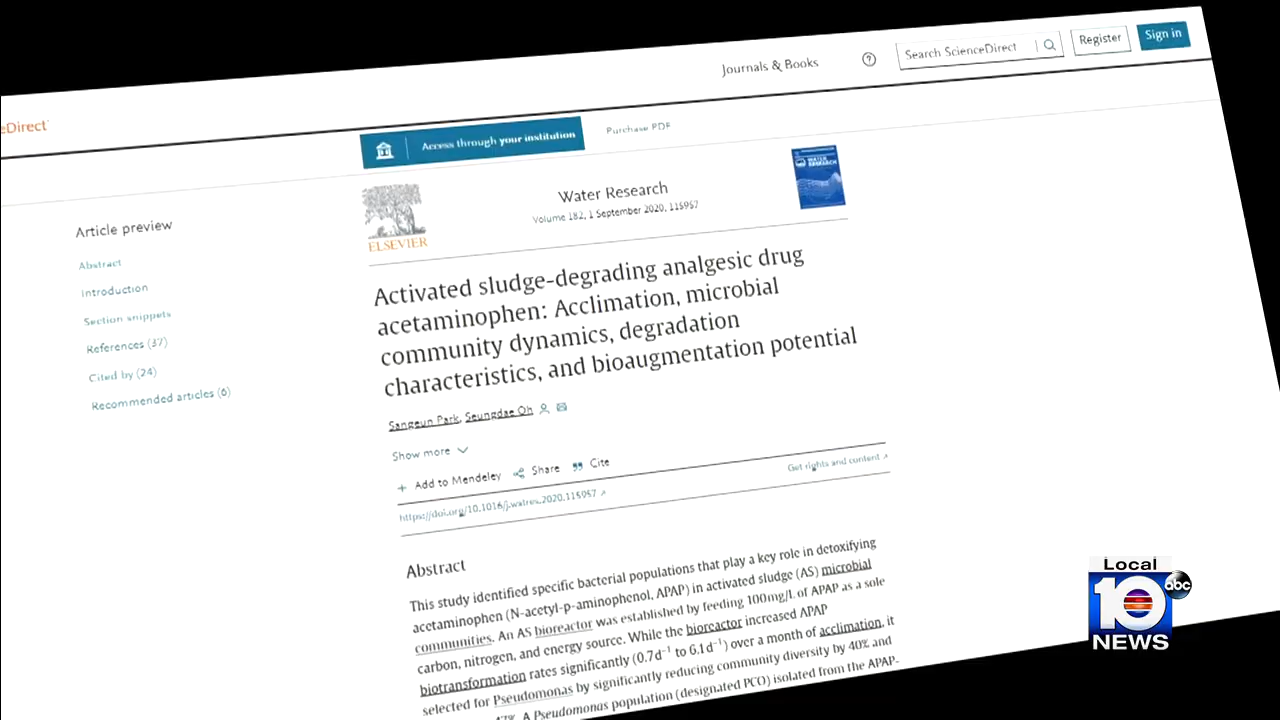 Journals & Books
Search ScienceDirect
Register
Sign in
eDirect
Access through your institution
Purchase PDF
Article preview
Abstract
Introduction
Section snippets
References (37)
Cited by (24)
Recommended articles (6)
ELSEVIER
Water Research
Volume 182, 1 September 2020, 115957
WATER
RESEARCH
Activated sludge-degrading analgesic drug
acetaminophen: Acclimation, microbial
community dynamics, degradation
characteristics, and bioaugmentation potential
Sangeun Park, Seungdae Oh
Show more
+ Add to Mendeley Share Cite
https://doi.org/10.1016/j.watres.2020.115957
Get rights and content
Abstract
This study identified specific bacterial populations that play a key role in detoxifying
acetaminophen (N-acetyl-p-aminophenol, APAP) in activated sludge (AS) microbial
communities. An AS bioreactor was established by feeding 100mg/L of APAP as a sole
carbon, nitrogen, and energy source. While the bioreactor increased APAP
biotransformation rates significantly (0.7d⁻¹ to 6.1d⁻¹) over a month of acclimation, it
selected for Pseudomonas by significantly reducing community diversity by 40% and
A Pseudomonas population (designated PCO) isolated from the APAP-
Local
10
abc
NEWS